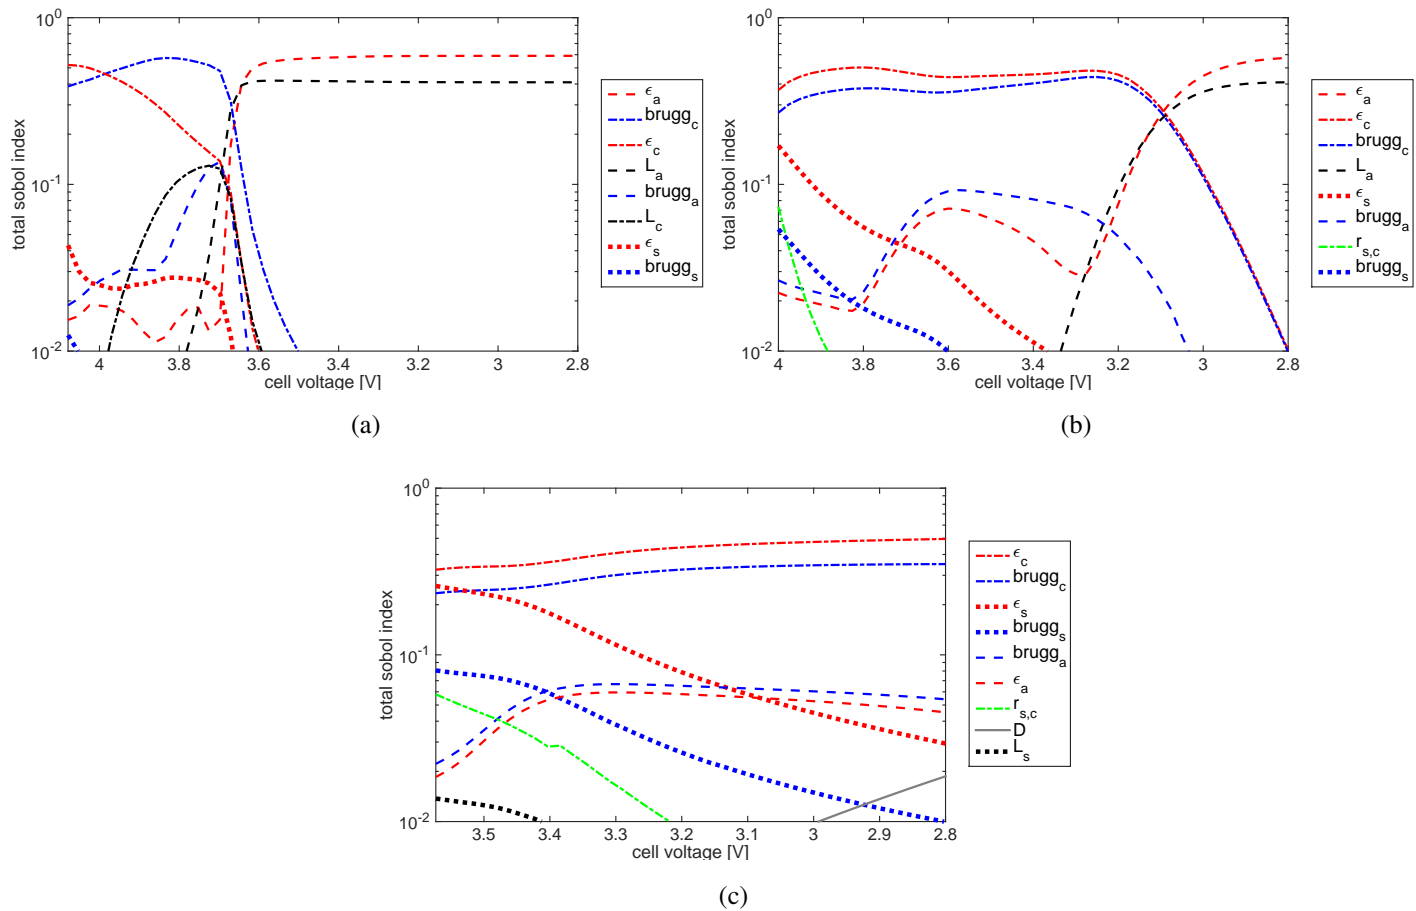 10^0
10^-1
10^-2
total sobol index
4
3.8
3.6
3.4
3.2
3
2.8
cell voltage [V]
ϵ_a
brugg_c
ϵ_c
L_a
brugg_a
L_c
ϵ_s
brugg_s
(a)
10^0
10^-1
10^-2
total sobol index
4
3.8
3.6
3.4
3.2
3
2.8
cell voltage [V]
ϵ_a
ϵ_c
brugg_c
L_a
ϵ_s
brugg_a
r_s,c
brugg_s
(b)
10^0
10^-1
10^-2
total sobol index
3.5
3.4
3.3
3.2
3.1
3
2.9
2.8
cell voltage [V]
ϵ_c
brugg_c
ϵ_s
brugg_s
brugg_a
ϵ_a
r_s,c
D
L_s
(c)